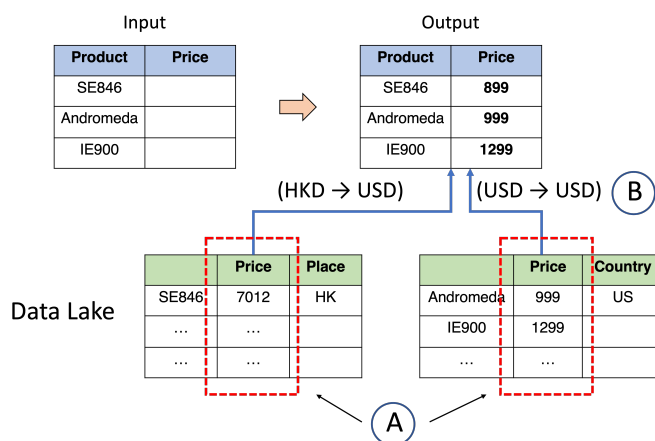 Input
Output
Product Price
SE846
Andromeda
IE900
Product Price
SE846 899
Andromeda 999
IE900 1299
(HKD → USD)
(USD → USD)
B
Data Lake
Price Place
SE846 7012 HK
... ...
... ...
Price Country
Andromeda 999 US
IE900 1299
... ...
A